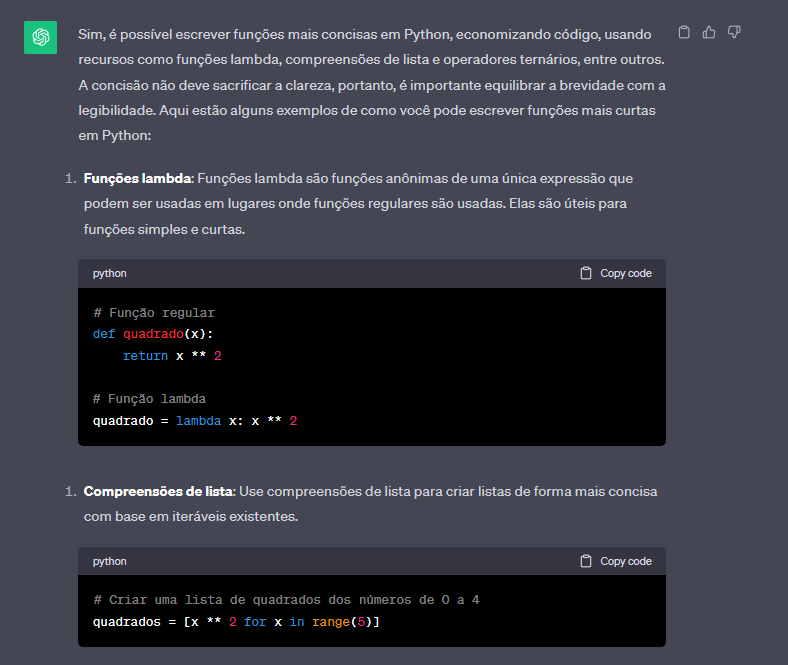 Sim, é possível escrever funções mais concisas em Python, economizando código, usando
recursos como funções lambda, compreensões de lista e operadores ternários, entre outros.
A concisão não deve sacrificar a clareza, portanto, é importante equilibrar a brevidade com a
legibilidade. Aqui estão alguns exemplos de como você pode escrever funções mais curtas
em Python:
1. Funções lambda: Funções lambda são funções anônimas de uma única expressão que
podem ser usadas em lugares onde funções regulares são usadas. Elas são úteis para
funções simples e curtas.
python Copy code
# Função regular
def quadrado(x):
    return x ** 2
# Função lambda
quadrado = lambda x: x ** 2
1. Compreensões de lista: Use compreensões de lista para criar listas de forma mais concisa
com base em iteráveis existentes.
python Copy code
# Criar uma lista de quadrados dos números de 0 a 4
quadrados = [x ** 2 for x in range(5)]